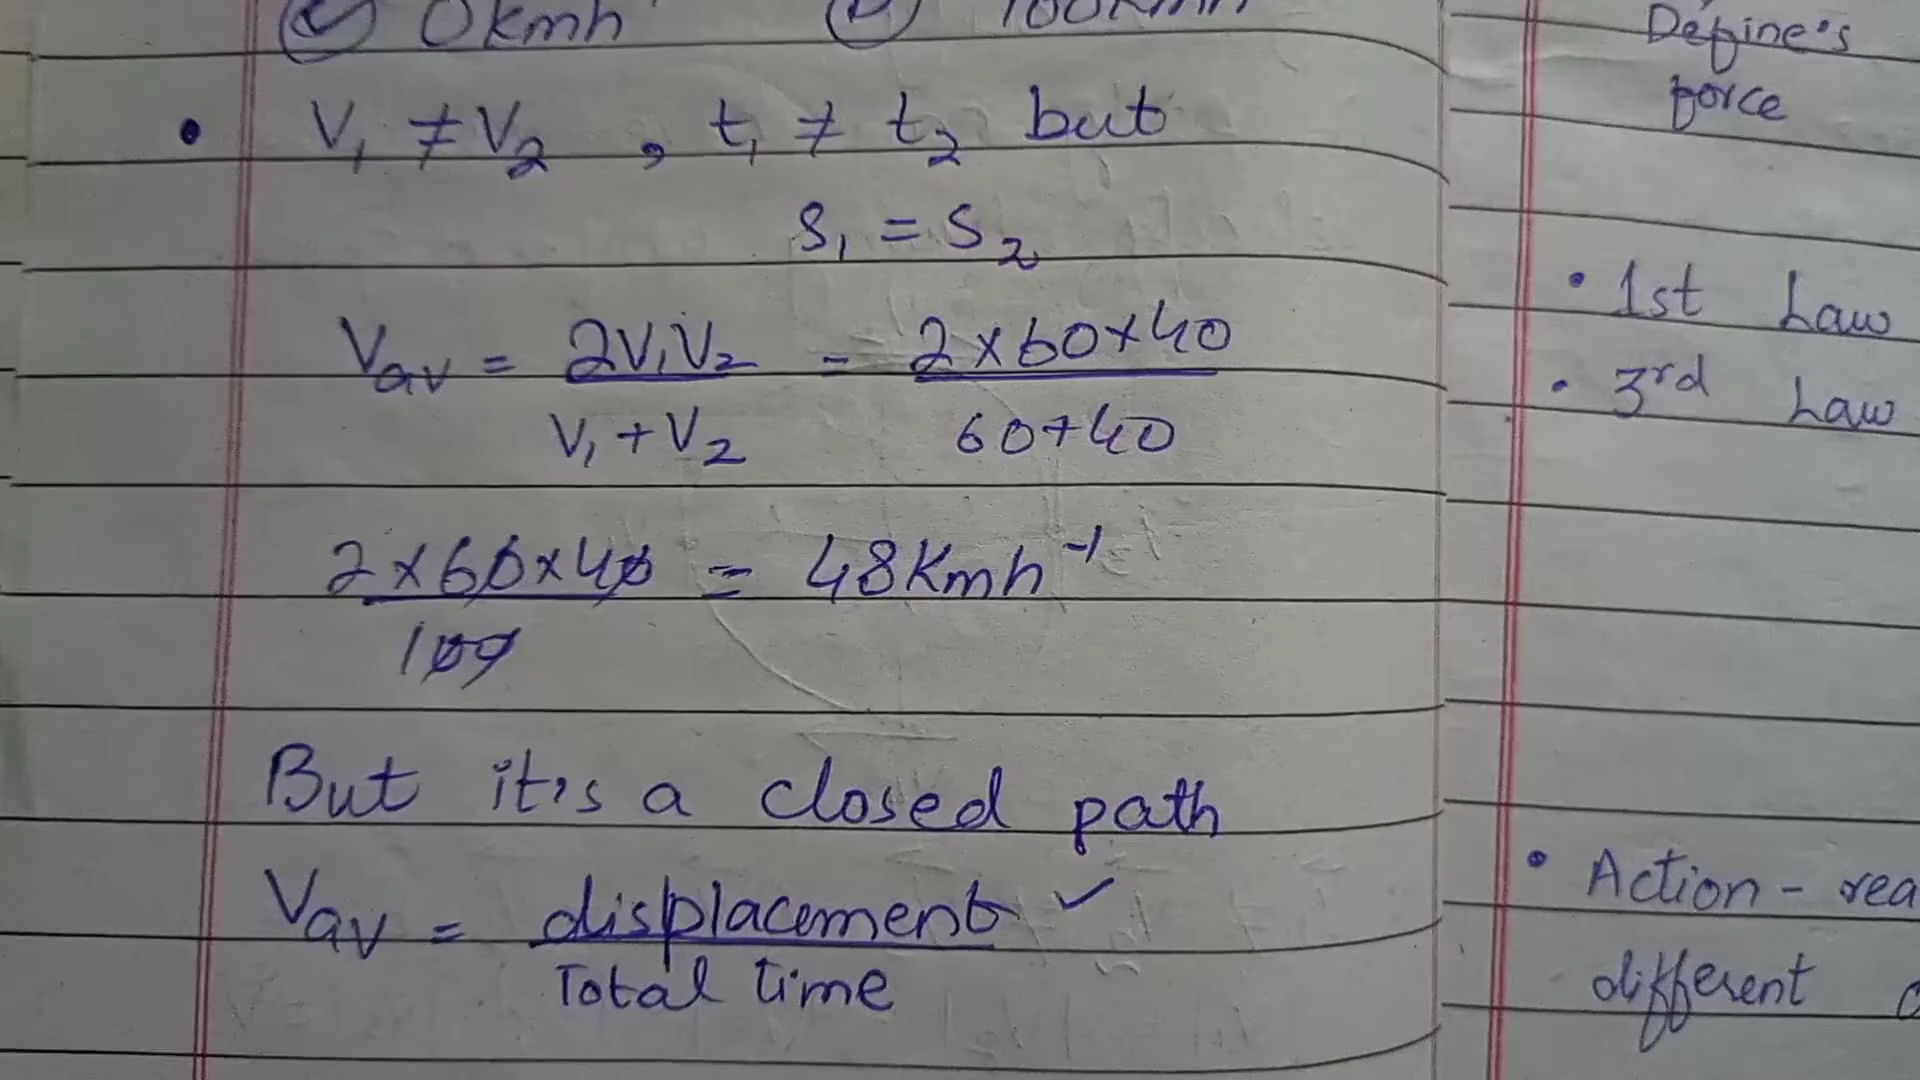 C 0kmh D 100kmh
• V₁ ≠ V₂ , t₁ ≠ t₂ but
S₁ = S₂
Vav = 2V₁V₂ = 2×60×40
V₁ + V₂ 60+40
2×60×40 = 48Kmh⁻¹
100
But it's a closed path
Vav = displacement ✓
Total time
Define's
force
• 1st Law
• 3rd Law
• Action - rea
different